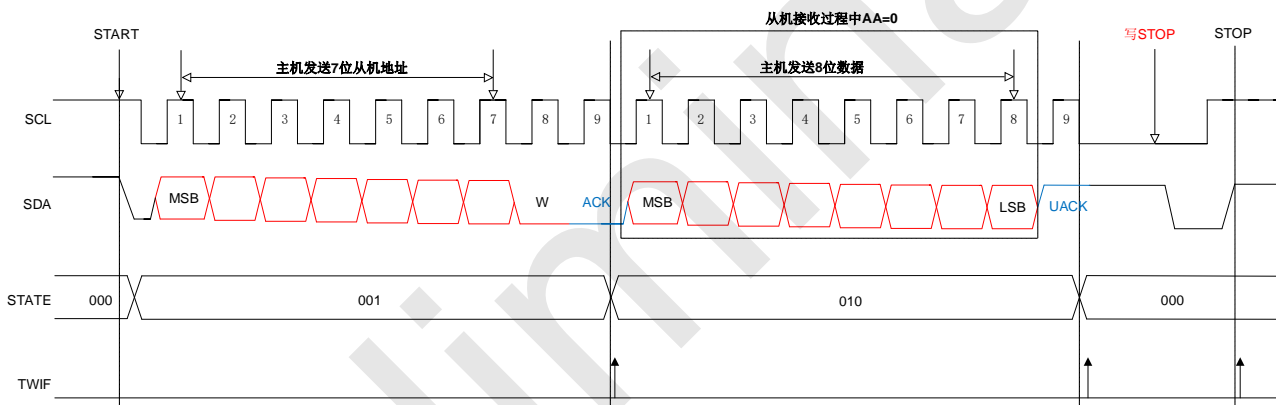 从机接收过程中AA=0
START
写STOP
STOP
主机发送7位从机地址
主机发送8位数据
SCL
1 2 3 4 5 6 7 8 9 1 2 3 4 5 6 7 8 9
SDA
MSB W ACK MSB LSB UACK
STATE 000 001 010 000
TWIF